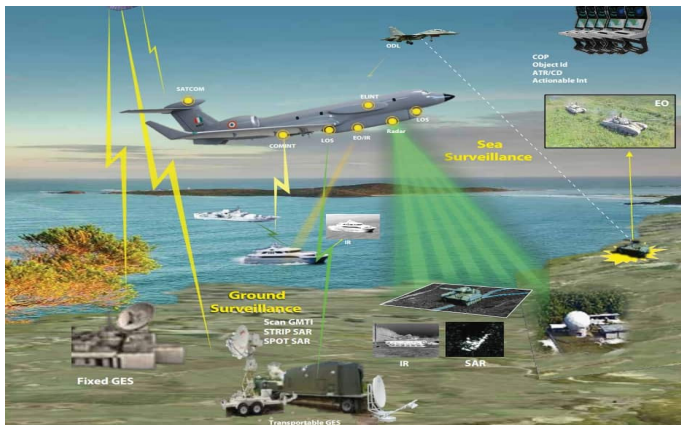 ODL
COP
Object Id
ATR/CD
Actionable Int
EO
SATCOM
ELINT
LOS
COMINT
LOS
EO/IR
Radar
Sea
Surveillance
IR
Ground
Surveillance
Scan GMTI
STRIP SAR
SPOT SAR
IR
SAR
Fixed GES
Transportable GES